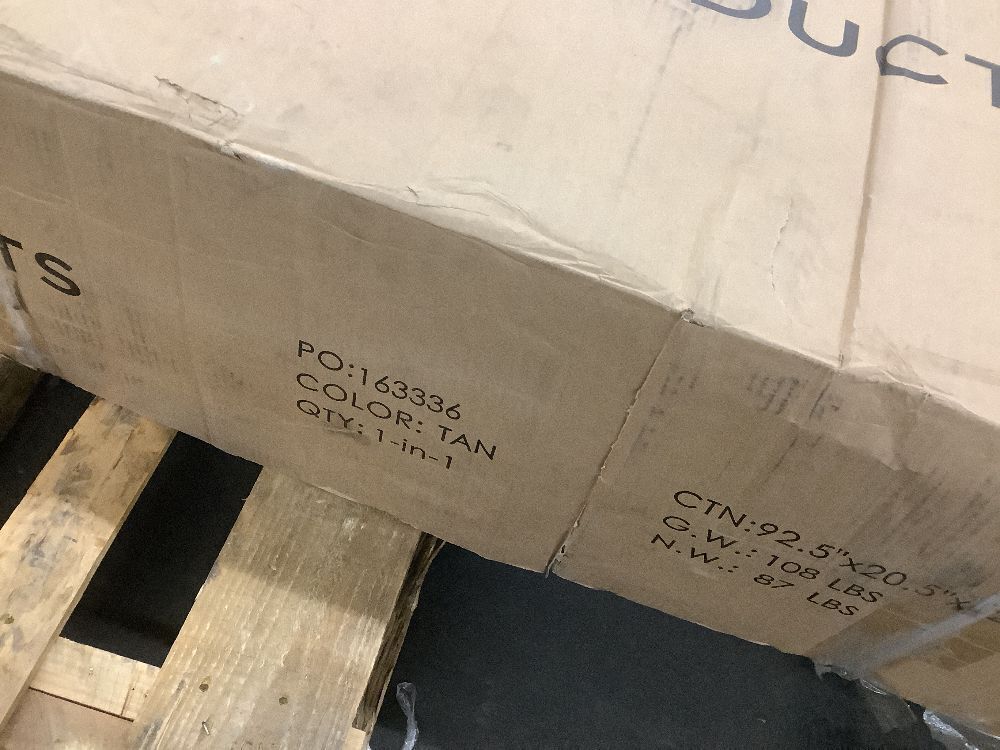 DUCT
TS
PO:163336
COLOR: TAN
QTY: 1-in-1
CTN:92.5"x20.5"x
G.W.: 108 LBS
N.W.: 87 LBS